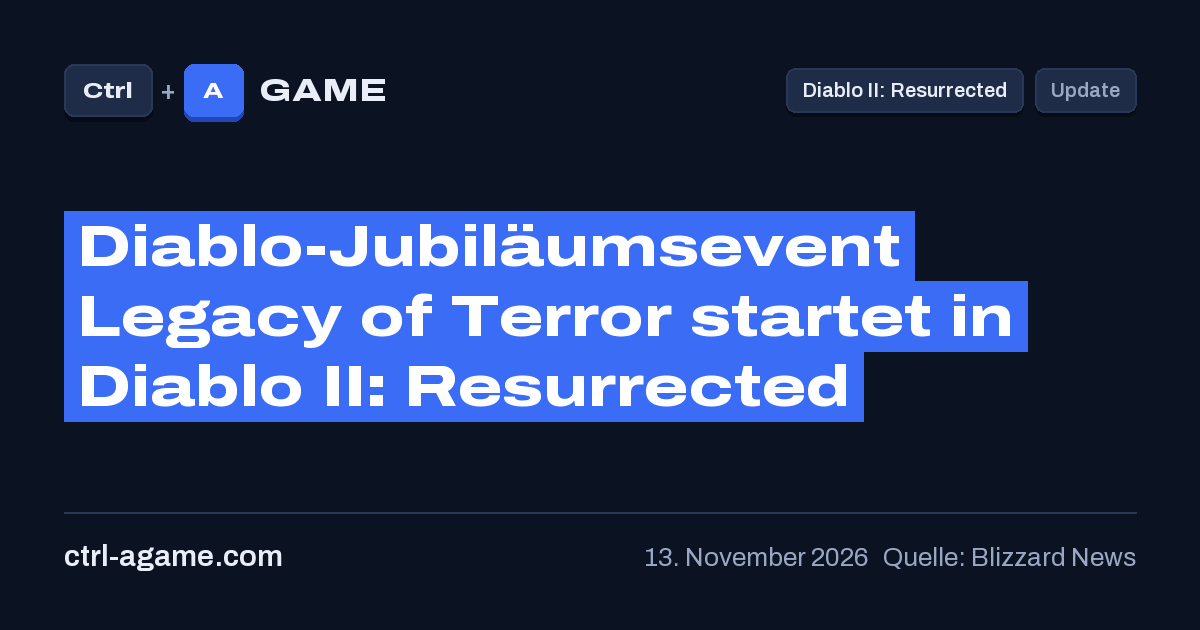 Ctrl + A GAME
Diablo II: Resurrected
Update
Diablo-Jubiläumsevent
Legacy of Terror startet in
Diablo II: Resurrected
ctrl-agame.com
13. November 2026 Quelle: Blizzard News